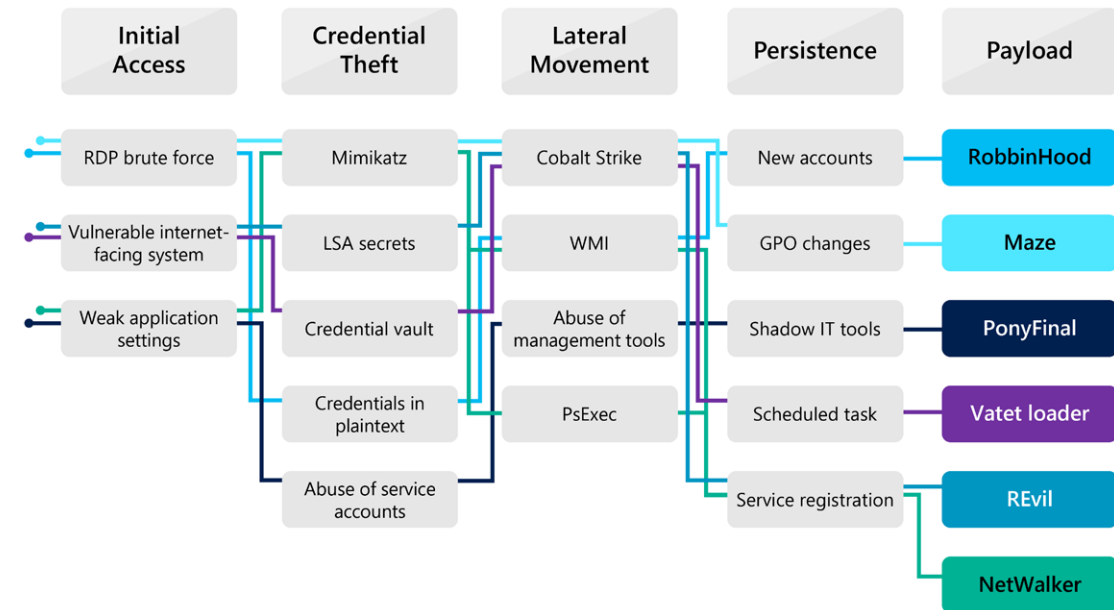 Initial
Access
Credential
Theft
Lateral
Movement
Persistence
Payload
RDP brute force
Mimikatz
Cobalt Strike
New accounts
RobbinHood
Vulnerable internet-
facing system
LSA secrets
WMI
GPO changes
Maze
Weak application
settings
Credential vault
Abuse of
management tools
Shadow IT tools
PonyFinal
Credentials in
plaintext
PsExec
Scheduled task
Vatet loader
Abuse of service
accounts
Service registration
REvil
NetWalker